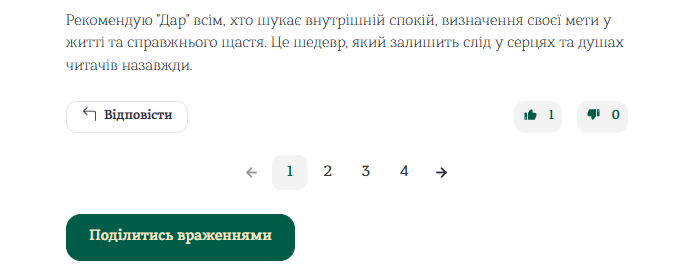 Рекомендую "Дар" всім, хто шукає внутрішній спокій, визначення своєї мети у
житті та справжнього щастя. Це шедевр, який залишить слід у серцях та душах
читачів назавжди.
Відповісти 1 0
← 1 2 3 4 →
Поділитись враженнями